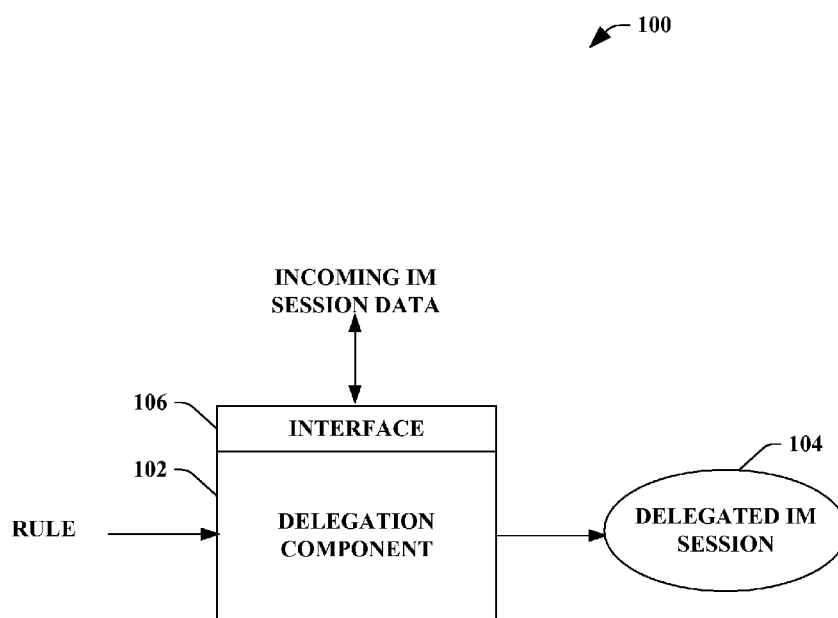 100
INCOMING IM
SESSION DATA
106
INTERFACE
102
104
RULE
DELEGATION
COMPONENT
DELEGATED IM
SESSION